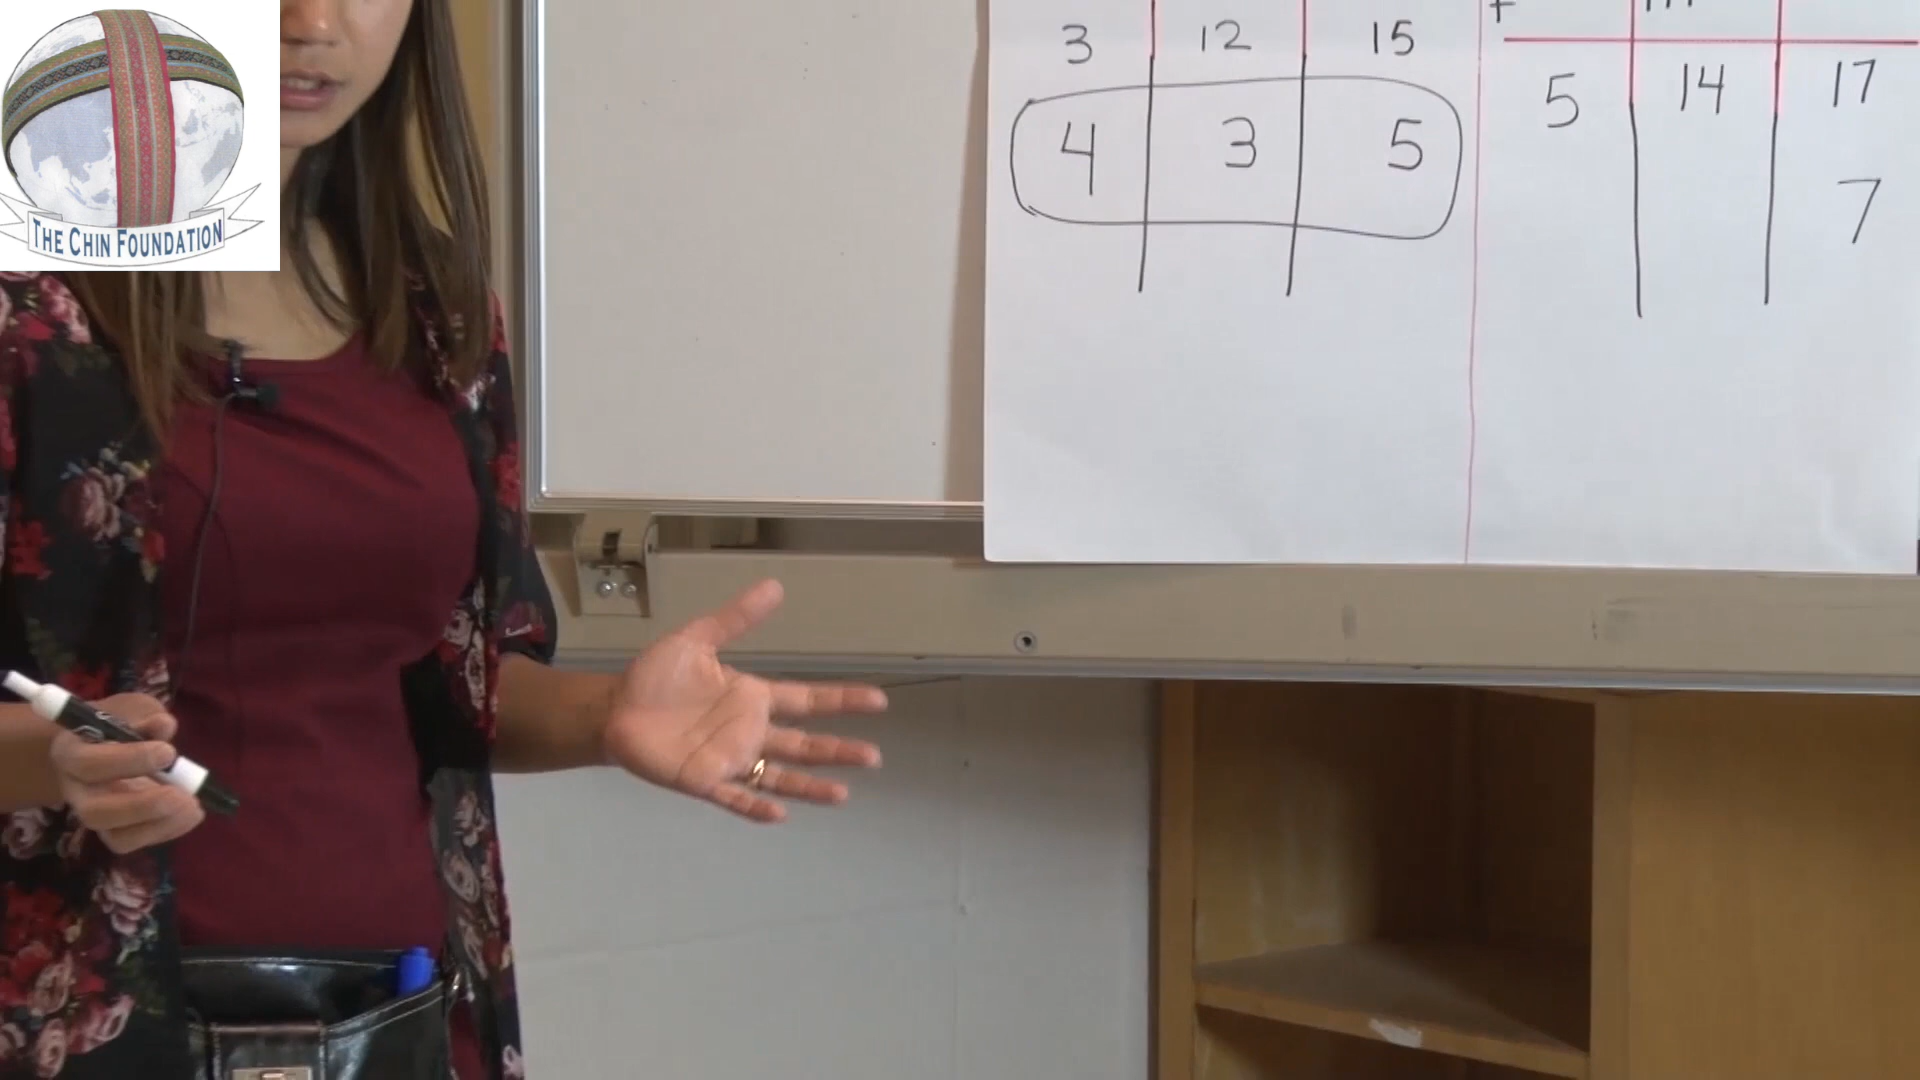 THE CHIN FOUNDATION
3 12 15
4 3 5
+
5 14 17
7